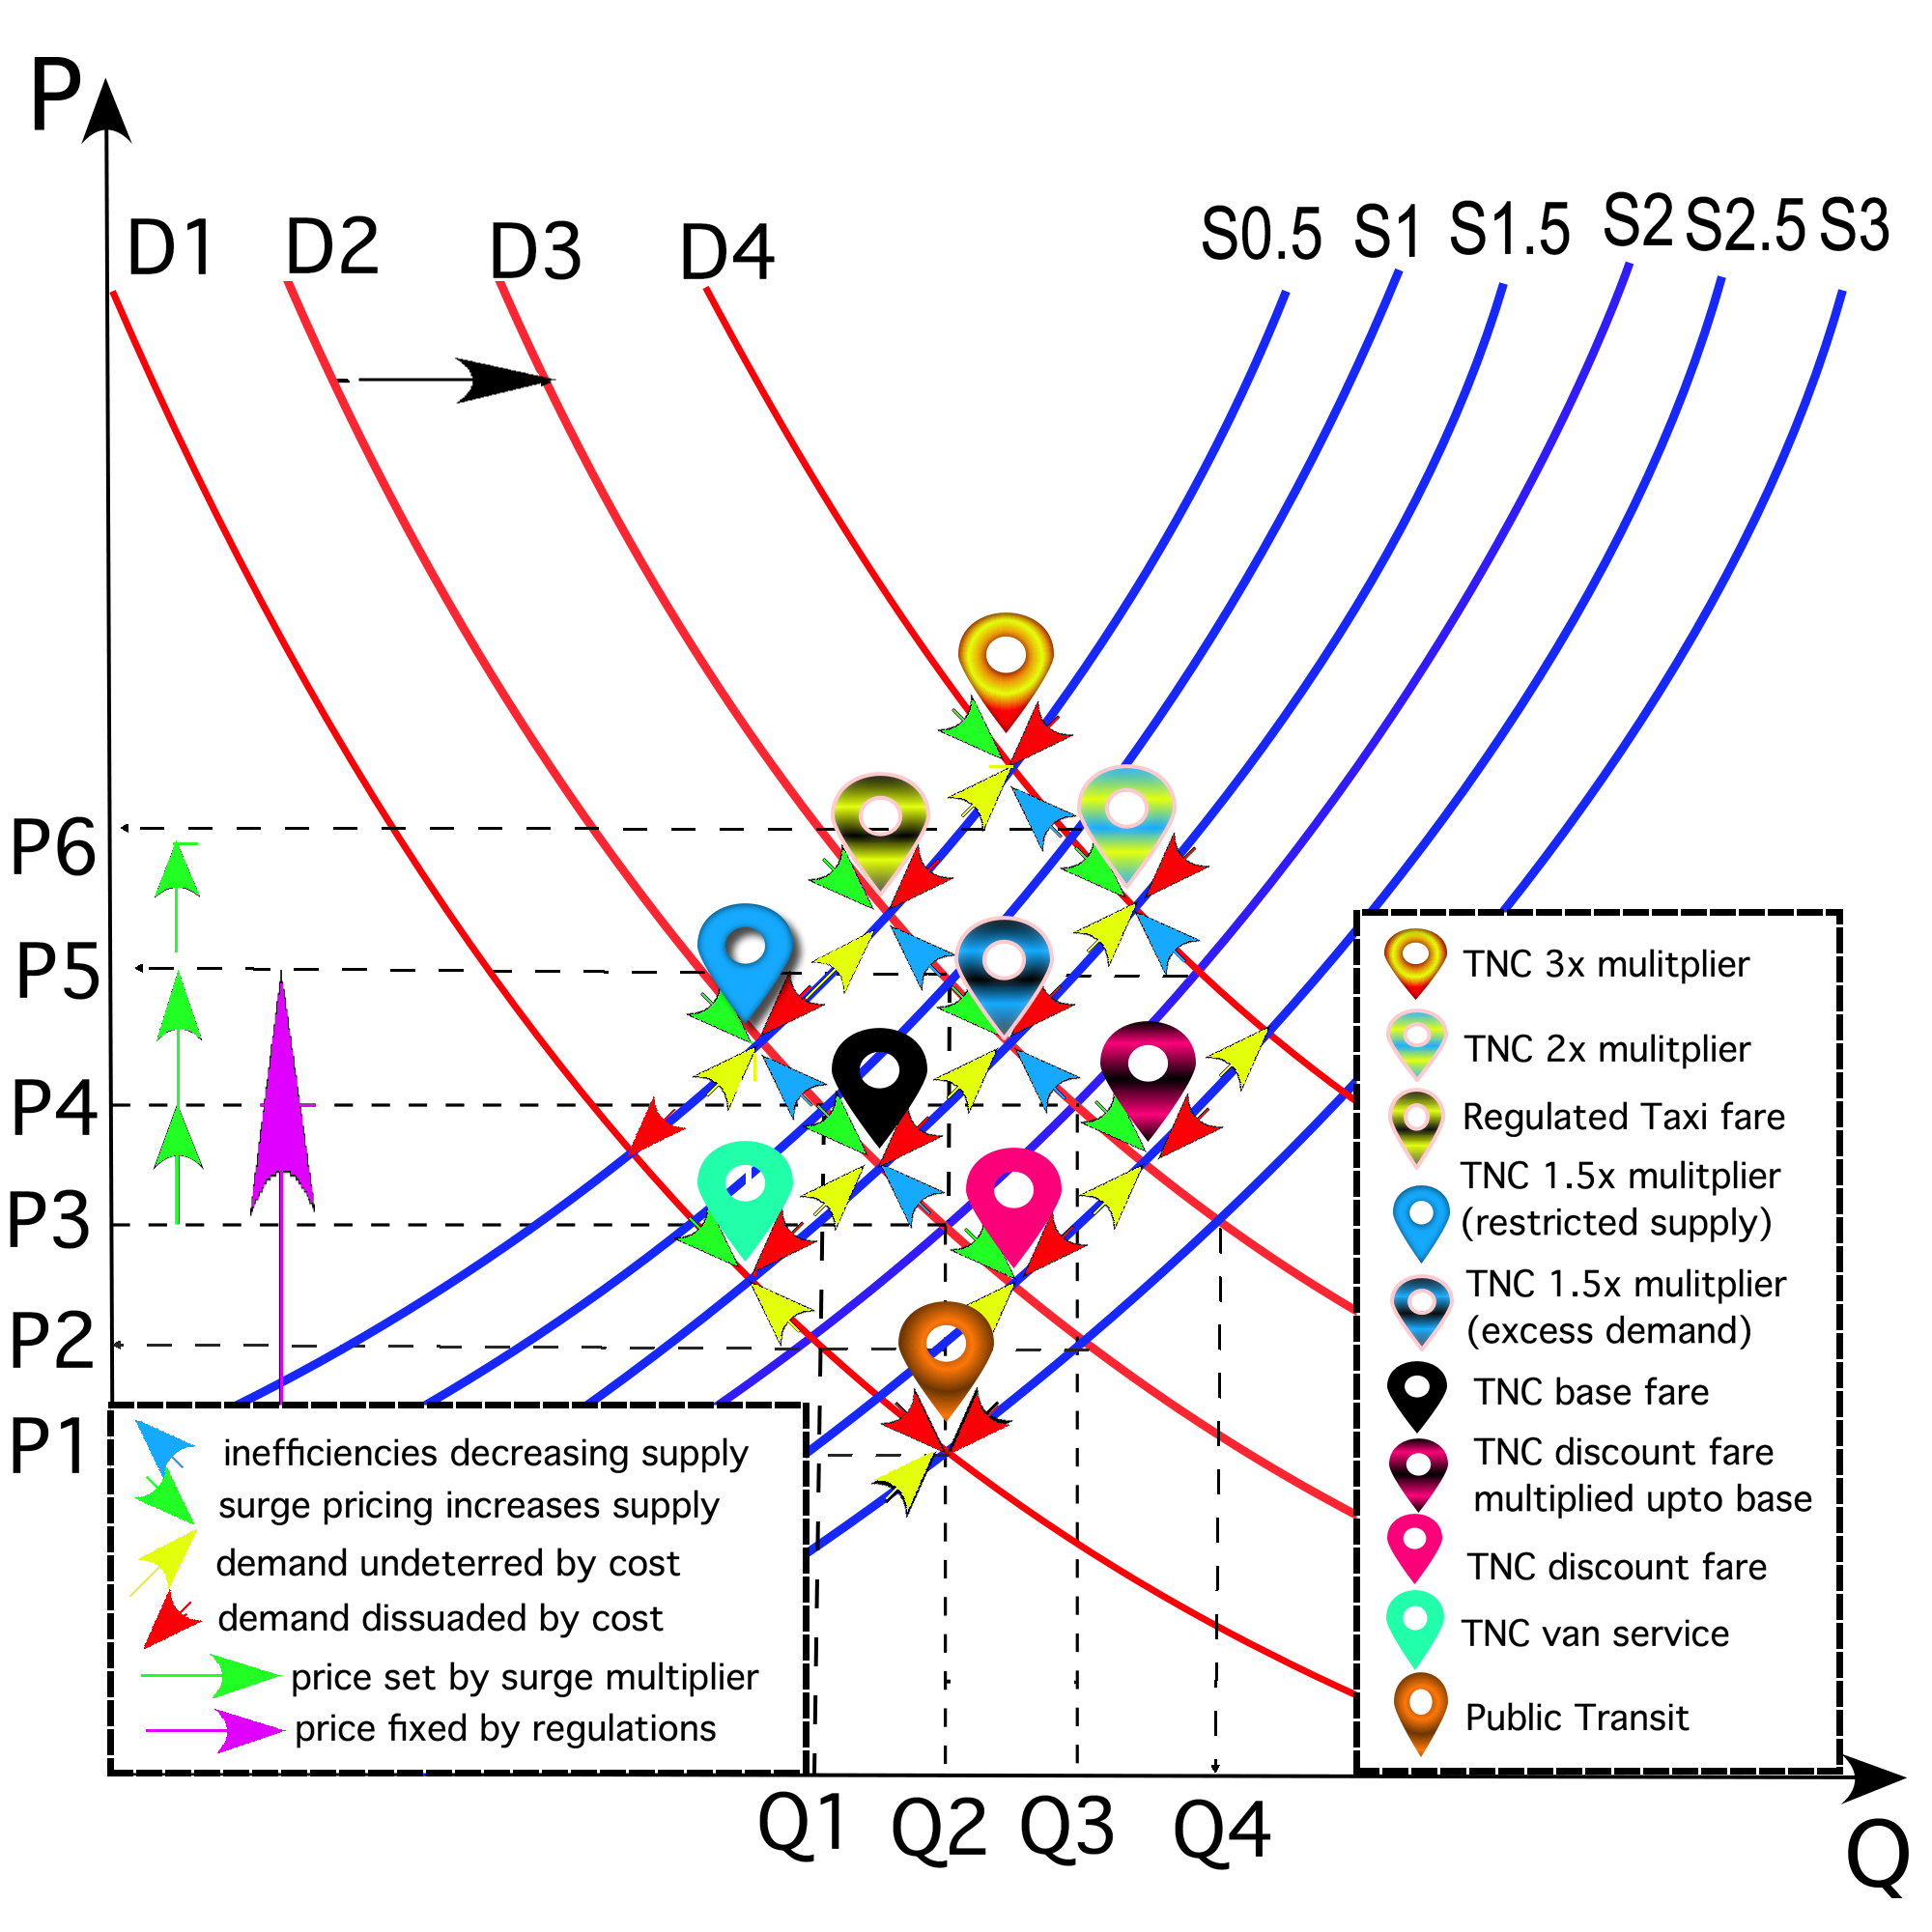 P
D1
D2
D3
D4
S0.5
S1
S1.5
S2
S2.5
S3
P6
P5
P4
P3
P2
P1
TNC 3x mulitplier
TNC 2x mulitplier
Regulated Taxi fare
TNC 1.5x mulitplier
(restricted supply)
TNC 1.5x mulitplier
(excess demand)
TNC base fare
TNC discount fare
multiplied upto base
TNC discount fare
TNC van service
Public Transit
inefficiencies decreasing supply
surge pricing increases supply
demand undeterred by cost
demand dissuaded by cost
price set by surge multiplier
price fixed by regulations
Q1
Q2
Q3
Q4
Q